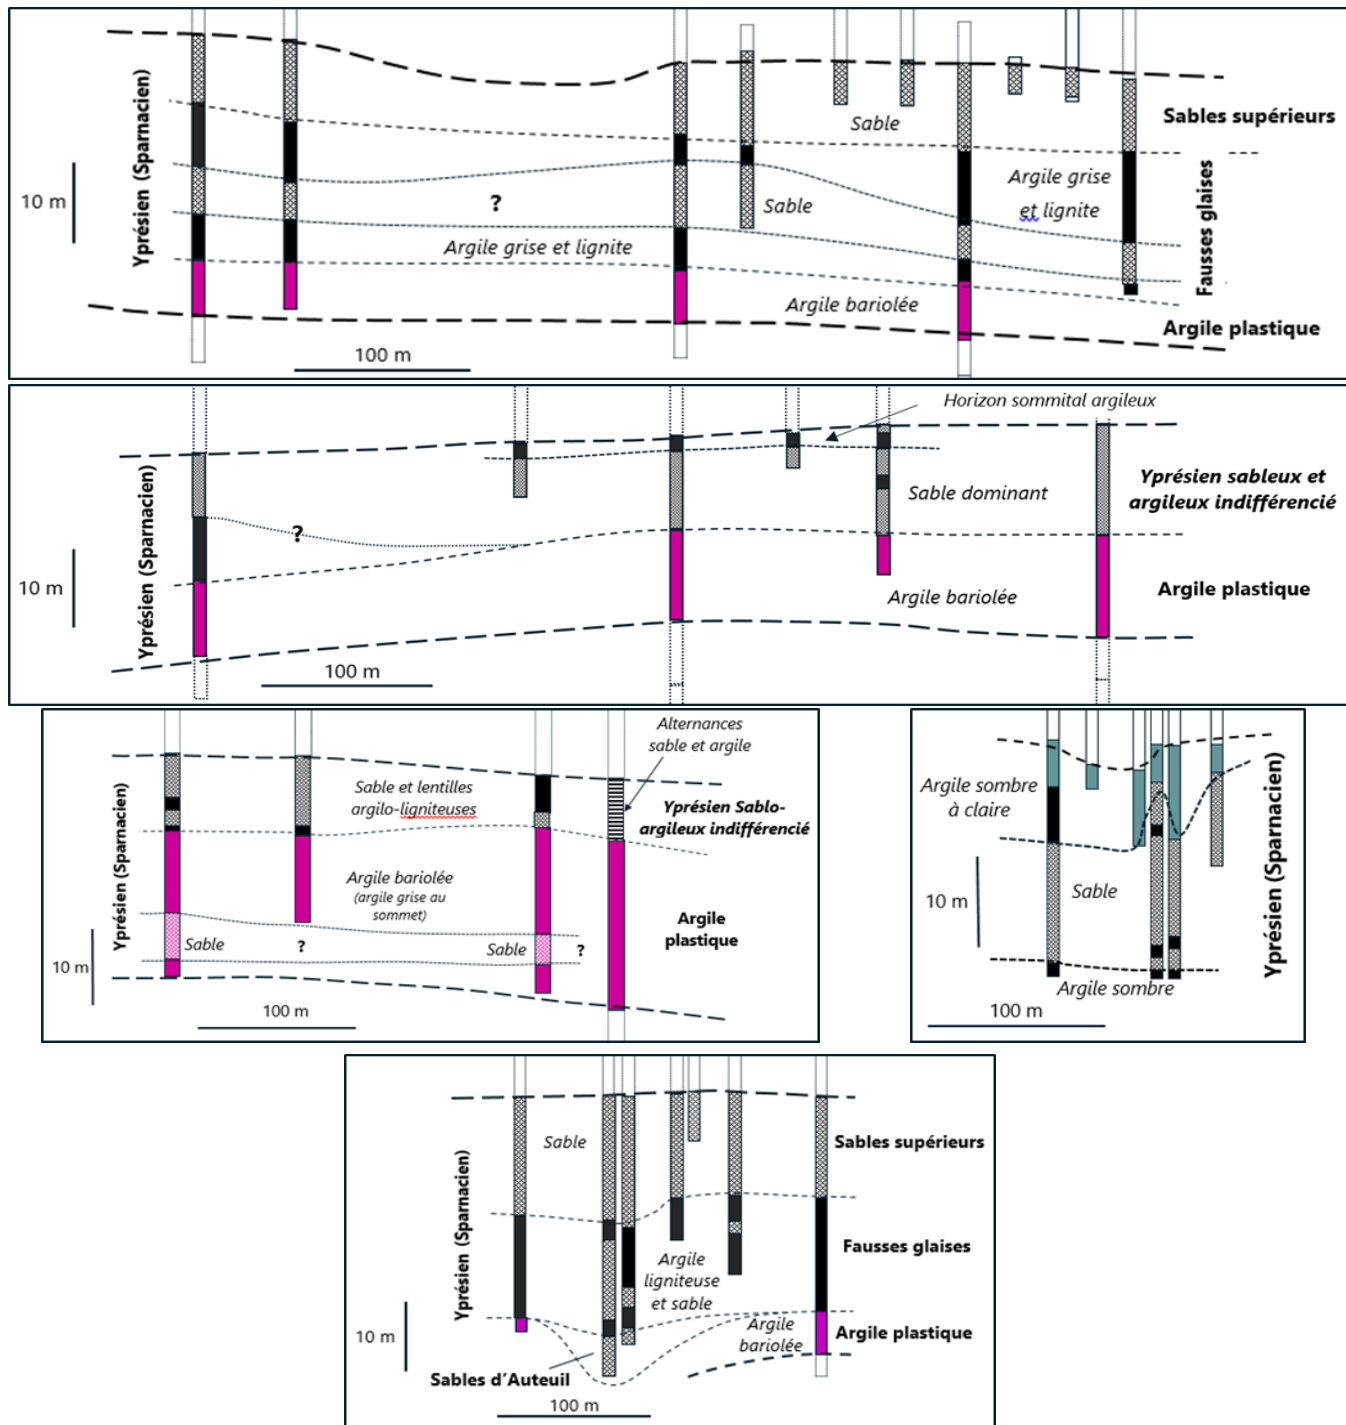 Yprésien (Sparnacien)
Sable
Sables supérieurs
Argile grise
et lignite
10 m
?
Sable
Fausses glaises
Argile grise et lignite
Argile bariolée
Argile plastique
100 m
Horizon sommital argileux
Yprésien (Sparnacien)
Sable dominant
Yprésien sableux et
argileux indifférencié
?
10 m
Argile bariolée
Argile plastique
100 m
Alternances
sable et argile
Yprésien (Sparnacien)
Sable et lentilles
argilo-ligniteuses
Yprésien Sablo-
argileux indifférencié
Argile bariolée
(argile grise au
sommet)
Argile
plastique
Sable
?
Sable
?
10 m
100 m
Argile sombre
à claire
Sable
10 m
Yprésien (Sparnacien)
Argile sombre
100 m
Sable
Sables supérieurs
Yprésien (Sparnacien)
Fausses glaises
Argile
ligniteuse
et sable
10 m
Argile
bariolée
Argile plastique
Sables d'Auteuil
100 m